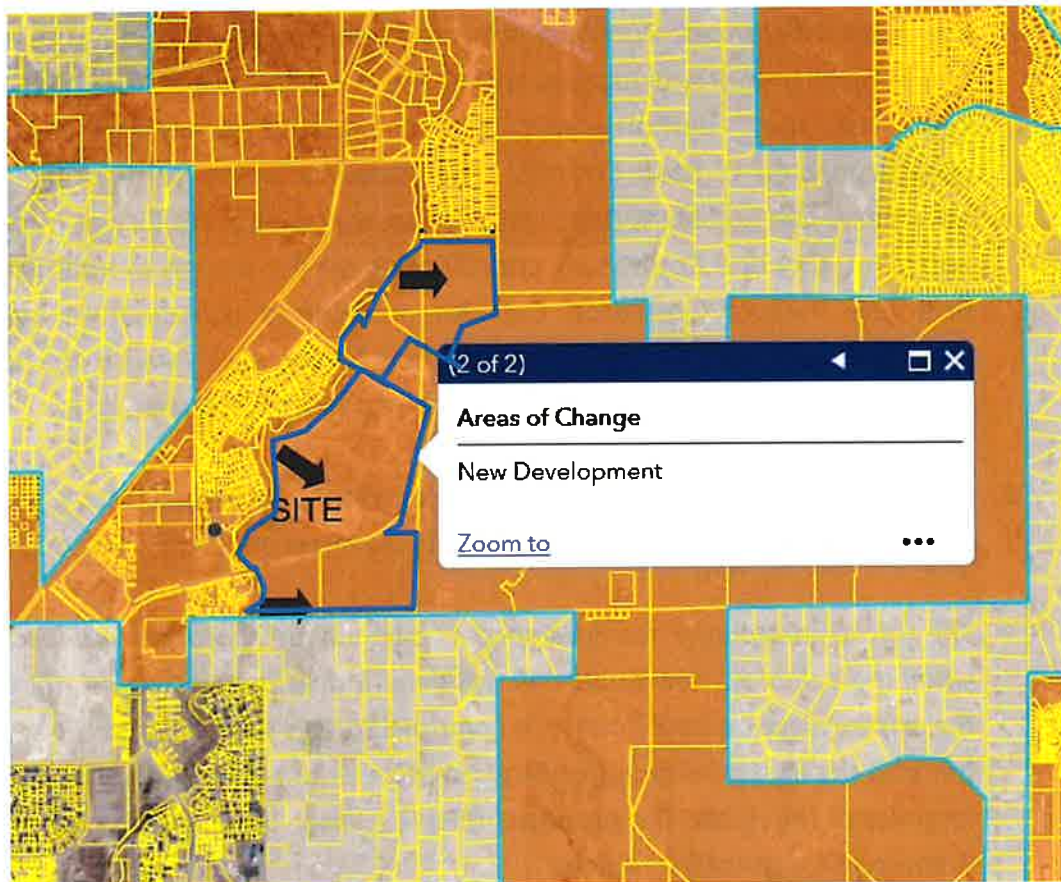 (2 of 2)
Areas of Change
New Development
SITE
Zoom to